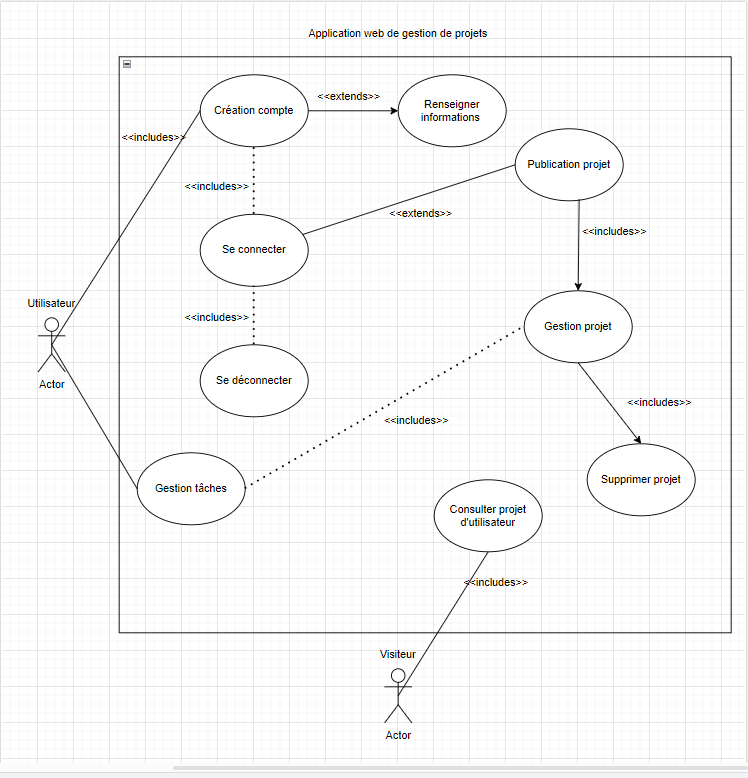 Application web de gestion de projets
Création compte
<<extends>>
Renseigner
informations
<<includes>>
Publication projet
<<includes>>
<<extends>>
<<includes>>
Se connecter
Utilisateur
<<includes>>
Gestion projet
Actor
Se déconnecter
<<includes>>
<<includes>>
Gestion tâches
Supprimer projet
Consulter projet
d'utilisateur
<<includes>>
Visiteur
Actor